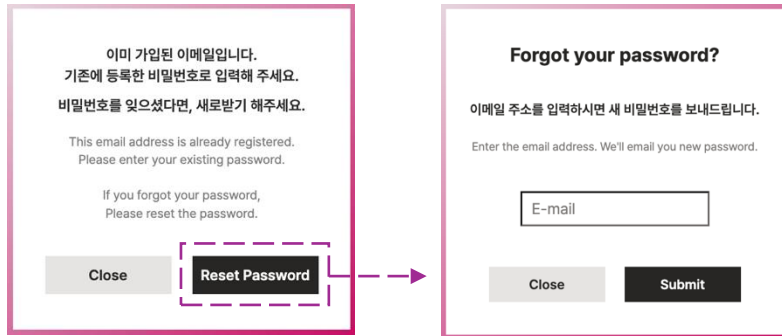 이미 가입된 이메일입니다.
기존에 등록한 비밀번호로 입력해 주세요.
비밀번호를 잊으셨다면, 새로받기 해주세요.
This email address is already registered.
Please enter your existing password.
If you forgot your password,
Please reset the password.
Close
Reset Password
Forgot your password?
이메일 주소를 입력하시면 새 비밀번호를 보내드립니다.
Enter the email address. We'll email you new password.
E-mail
Close
Submit